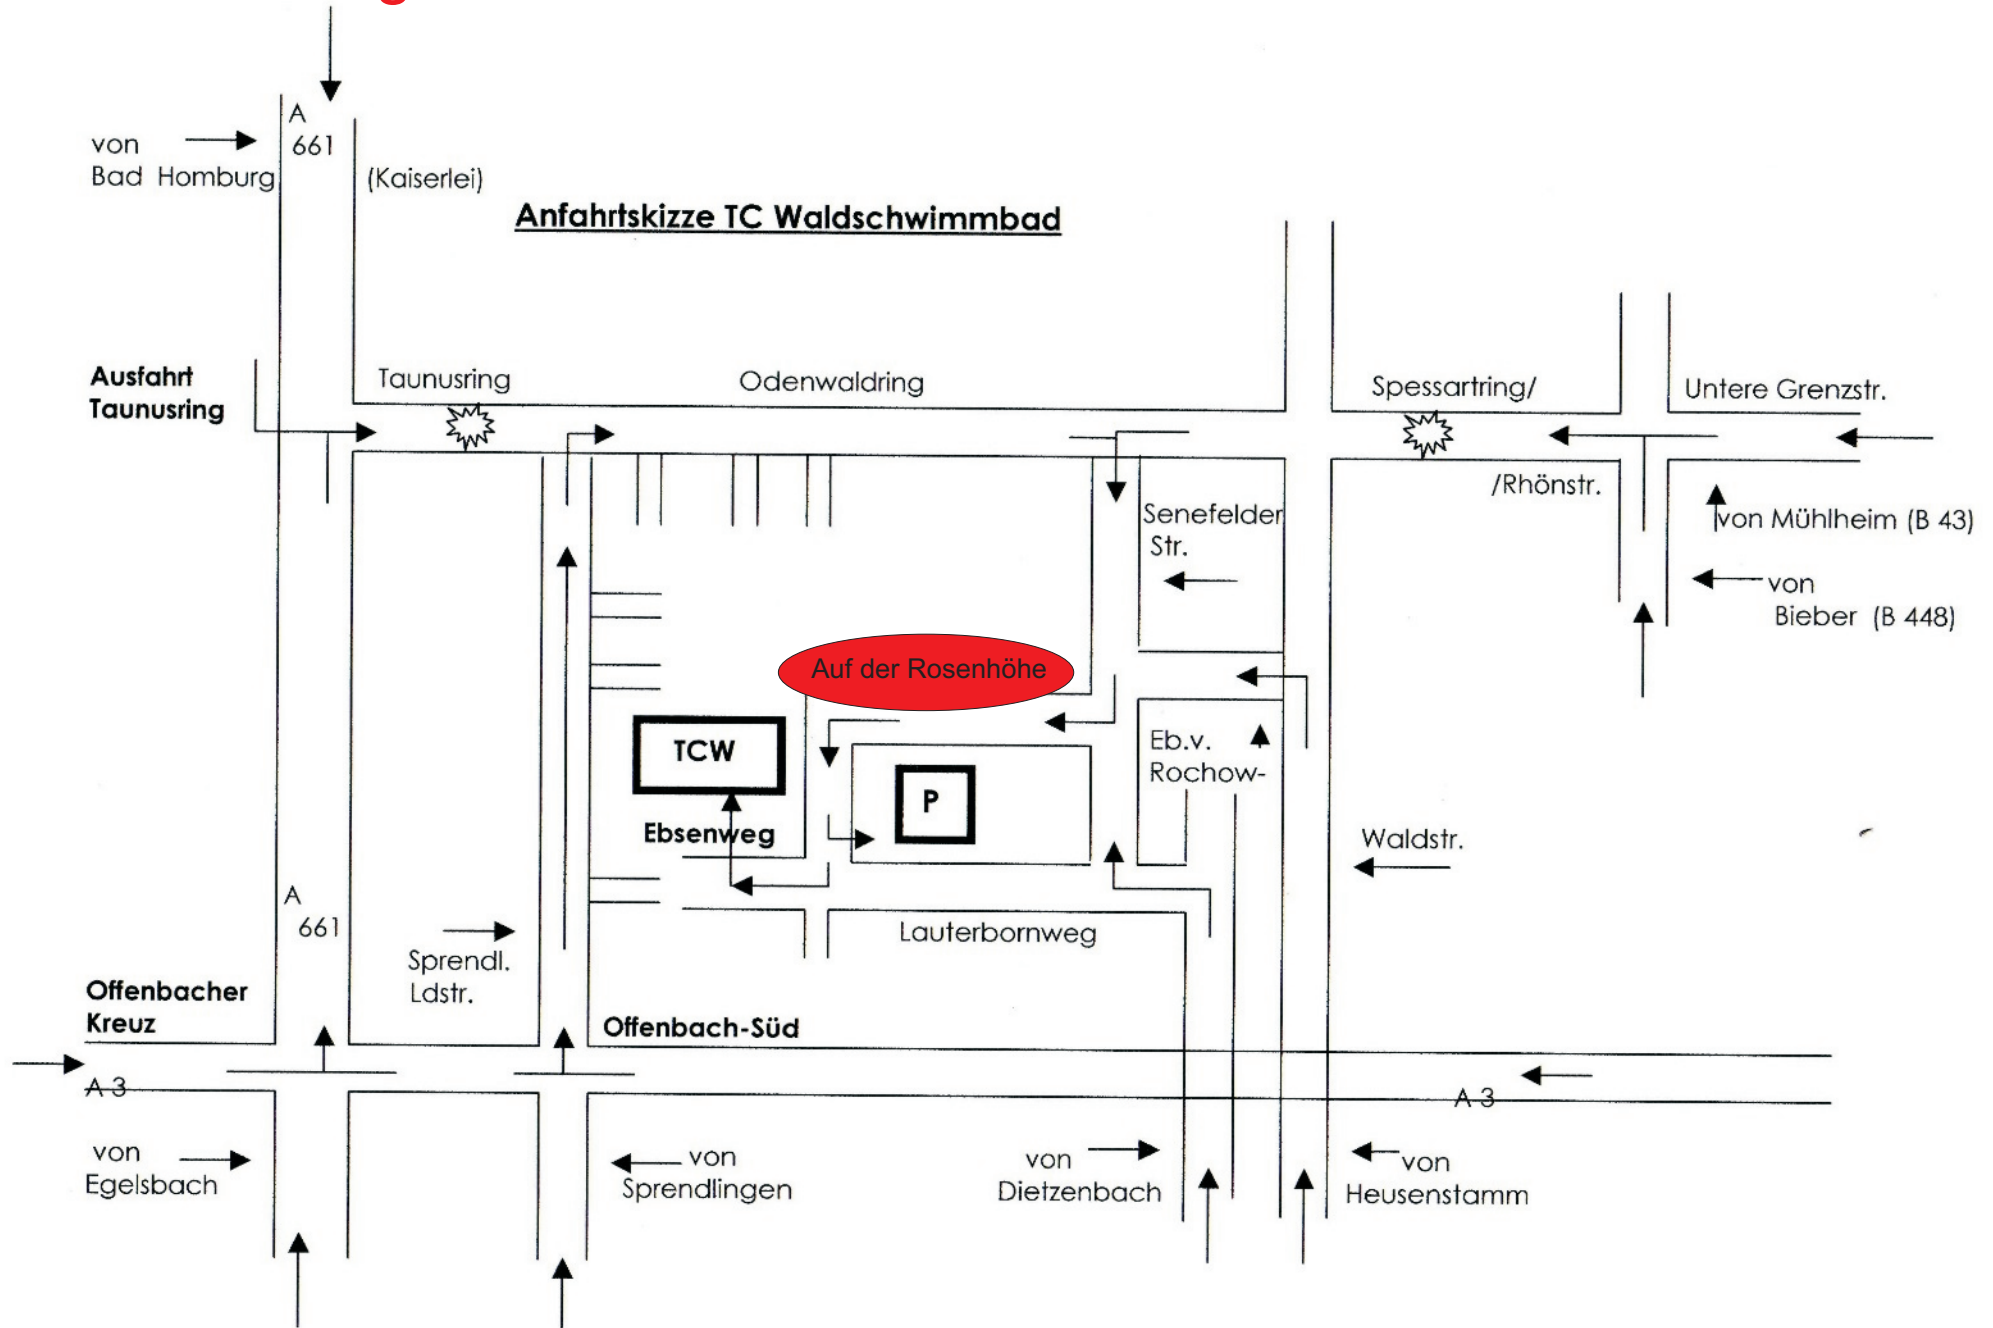 A
661
von
Bad Homburg
(Kaiserlei)
Anfahrtskizze TC Waldschwimmbad
Ausfahrt
Taunusring
Taunusring
Odenwaldring
Spessartring/
Untere Grenzstr.
/Rhönstr.
von Mühlheim (B 43)
Senefelder
Str.
von
Bieber (B 448)
Auf der Rosenhöhe
TCW
Eb.v.
Rochow-
P
Ebsenweg
Waldstr.
A
661
Lauterbornweg
Sprendl.
Ldstr.
Offenbacher
Kreuz
Offenbach-Süd
A 3
A 3
von
Egelsbach
von
Sprendlingen
von
Dietzenbach
von
Heusenstamm